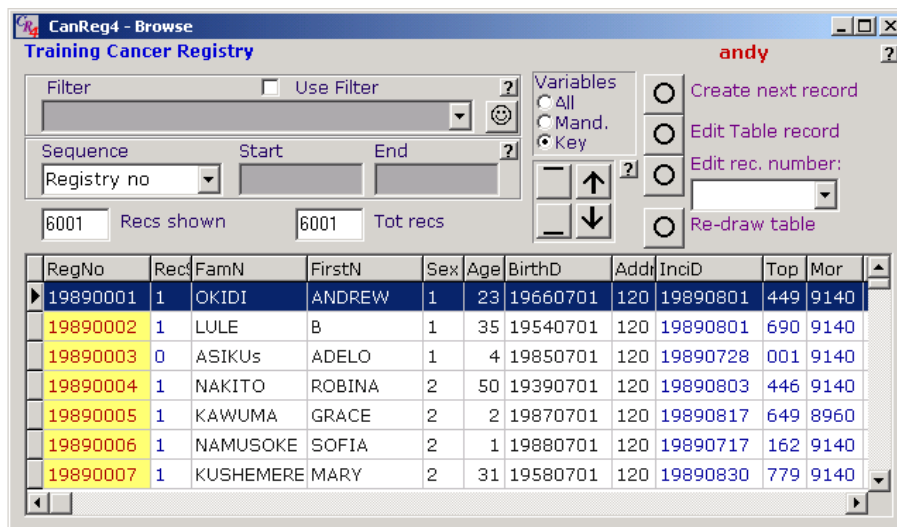 CR4 CanReg4 - Browse
Training Cancer Registry andy ?
Filter Use Filter ?
Variables
All
Mand.
Key
Create next record
Edit Table record
Edit rec. number:
Re-draw table
Sequence Start End ?
Registry no
?
6001 Recs shown 6001 Tot recs
RegNo RecS FamN FirstN Sex Age BirthD Addr InciD Top Mor
19890001 1 OKIDI ANDREW 1 23 19660701 120 19890801 449 9140
19890002 1 LULE B 1 35 19540701 120 19890801 690 9140
19890003 0 ASIKUs ADELO 1 4 19850701 120 19890728 001 9140
19890004 1 NAKITO ROBINA 2 50 19390701 120 19890803 446 9140
19890005 1 KAWUMA GRACE 2 2 19870701 120 19890817 649 8960
19890006 1 NAMUSOKE SOFIA 2 1 19880701 120 19890717 162 9140
19890007 1 KUSHEMERE MARY 2 31 19580701 120 19890830 779 9140